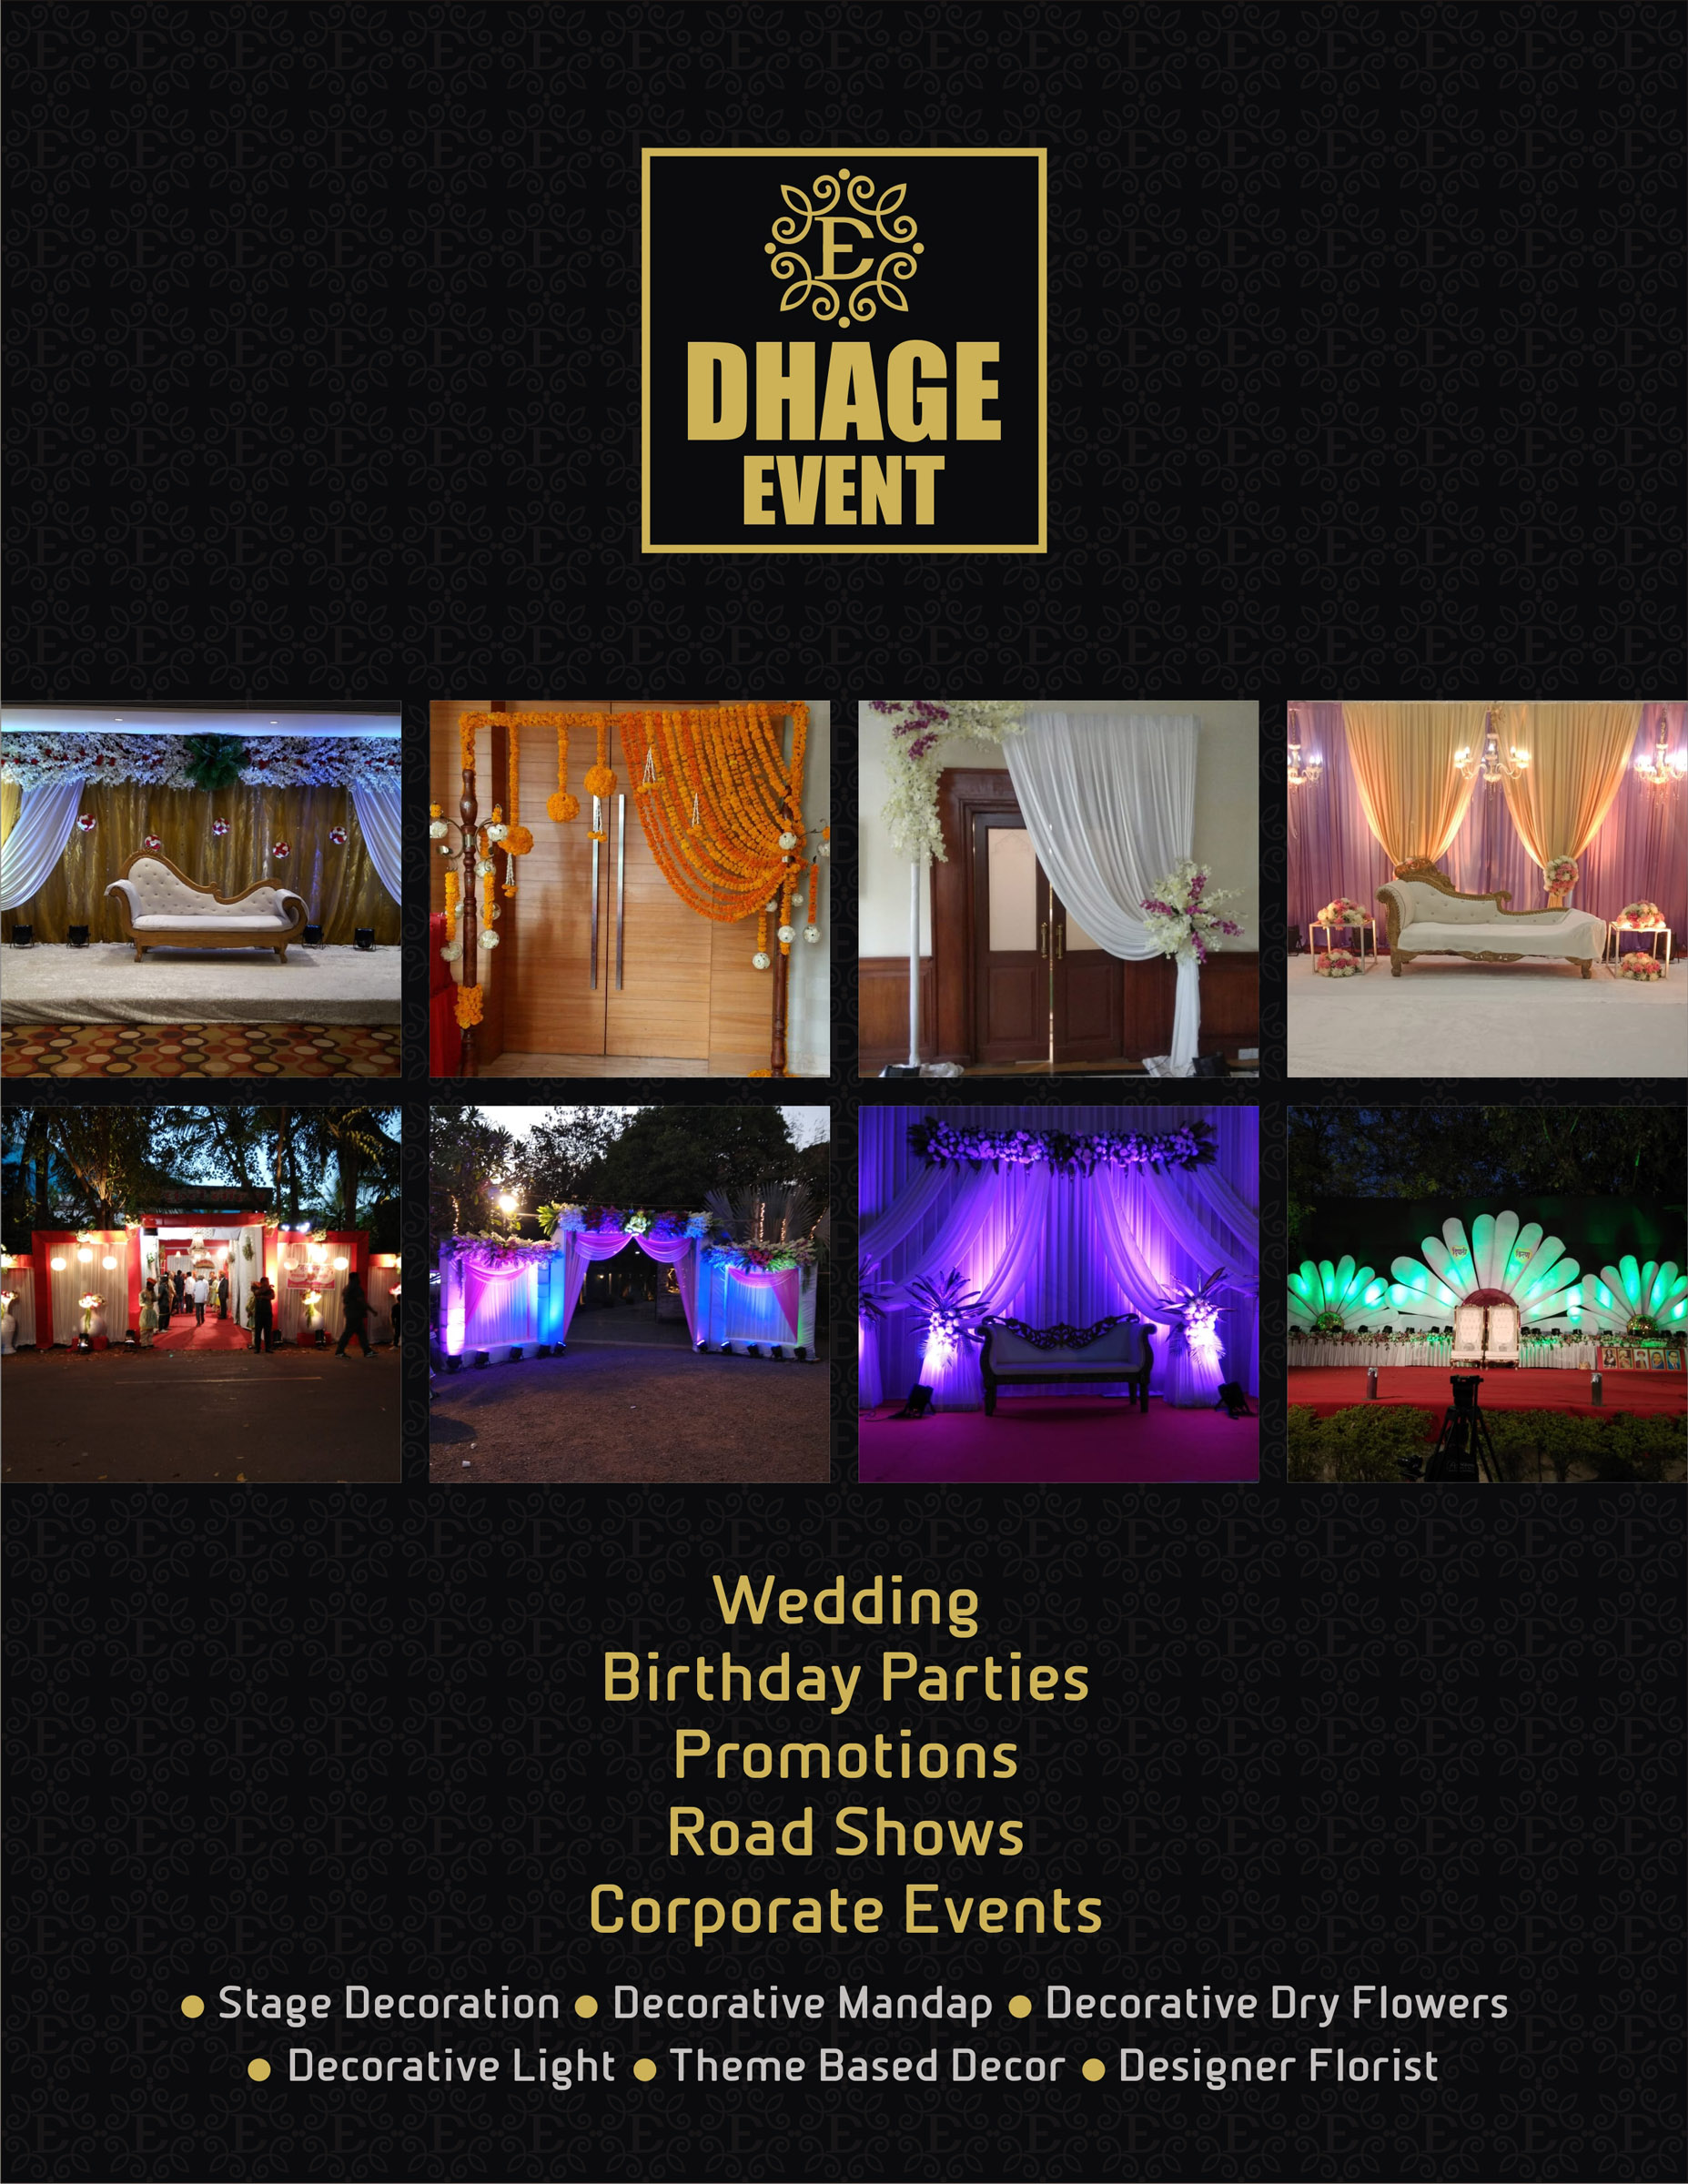 E
DHAGE
EVENT
Wedding
Birthday Parties
Promotions
Road Shows
Corporate Events
● Stage Decoration ● Decorative Mandap ● Decorative Dry Flowers
● Decorative Light ● Theme Based Decor ● Designer Florist